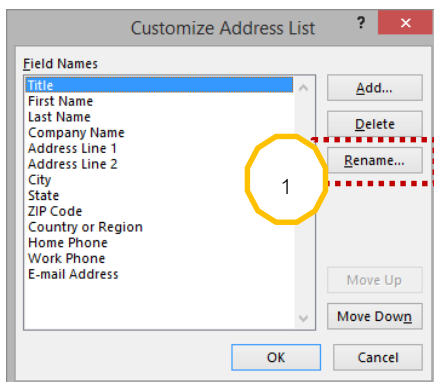 Customize Address List ? ×
Field Names
Title
First Name
Last Name
Company Name
Address Line 1
Address Line 2
City
State
ZIP Code
Country or Region
Home Phone
Work Phone
E-mail Address
Add...
Delete
Rename...
1
Move Up
Move Down
OK
Cancel